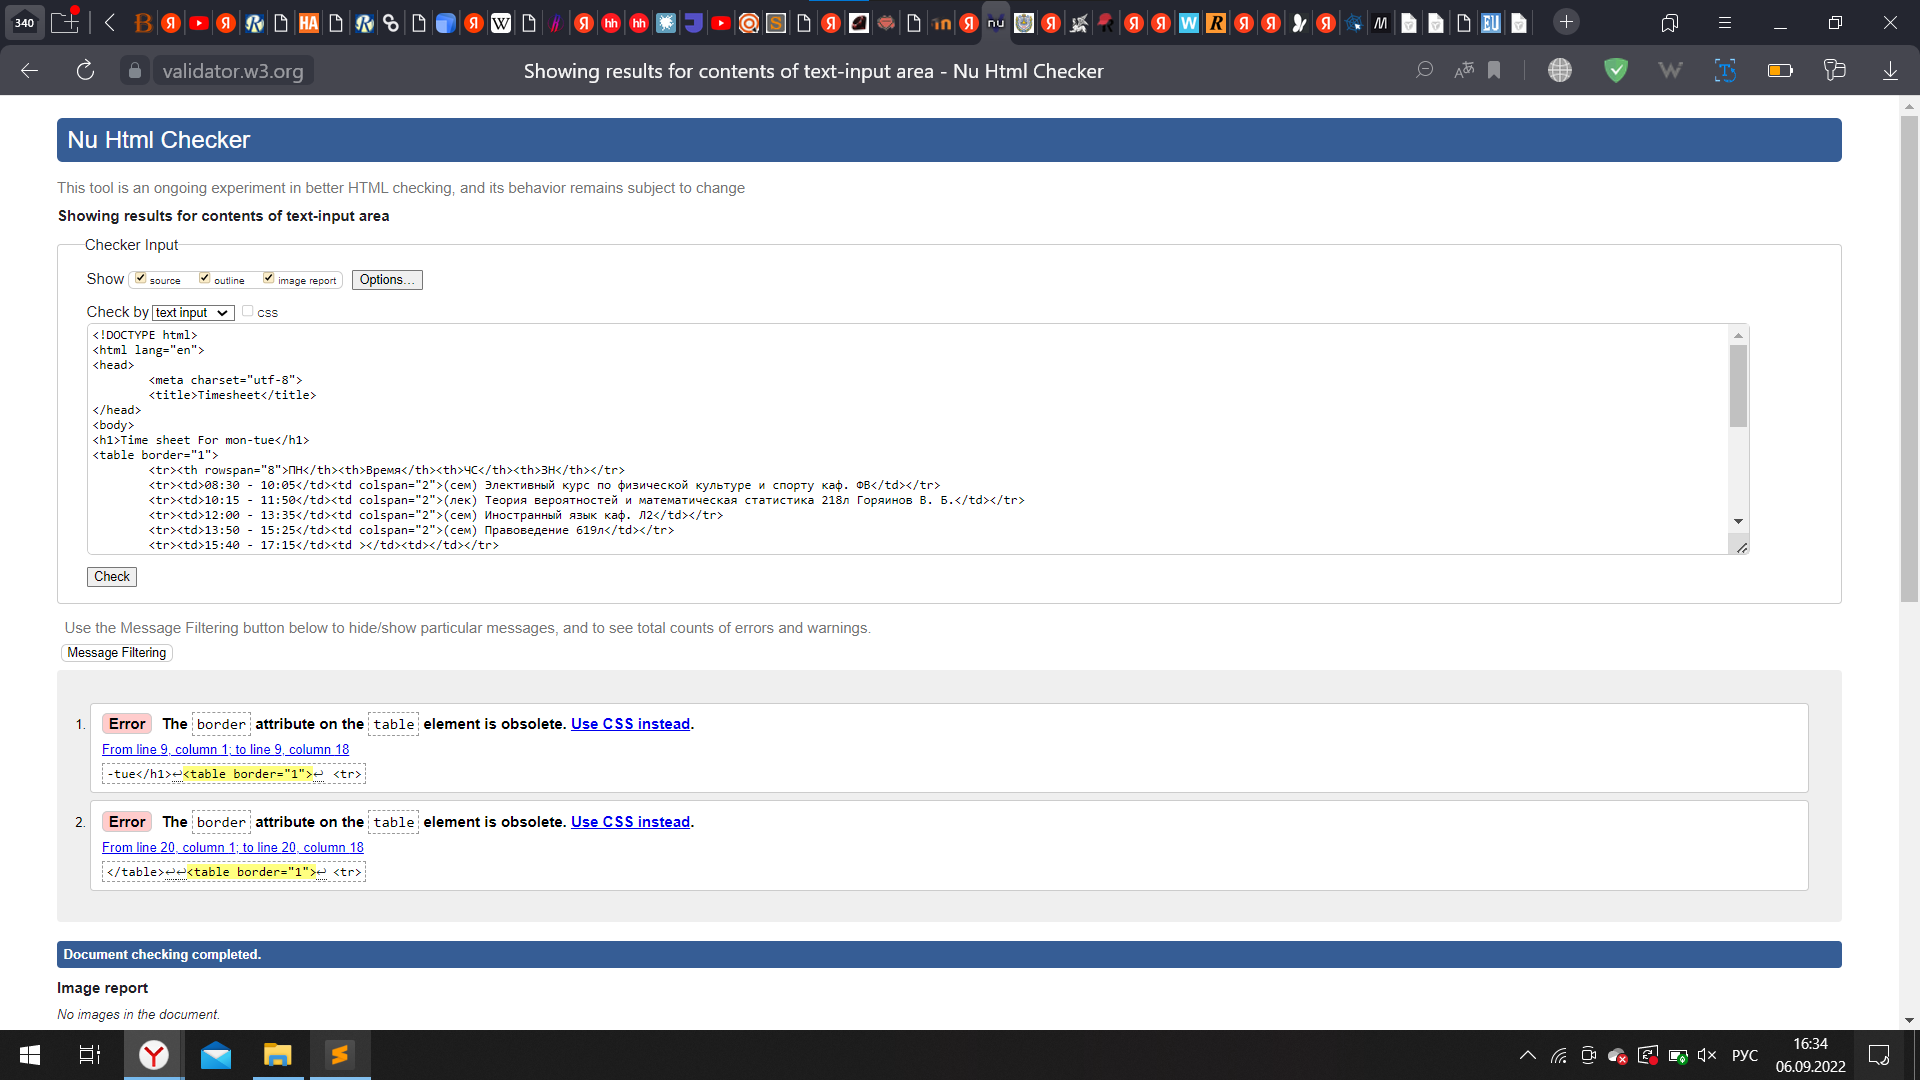 340
validator.w3.org
Showing results for contents of text-input area - Nu Html Checker
Nu Html Checker
This tool is an ongoing experiment in better HTML checking, and its behavior remains subject to change
Showing results for contents of text-input area
Checker Input
Show source outline image report Options...
Check by text input css
<!DOCTYPE html>
<html lang="en">
<head>
<meta charset="utf-8">
<title>Timesheet</title>
</head>
<body>
<h1>Time sheet For mon-tue</h1>
<table border="1">
<tr><th rowspan="8">ПН</th><th>Время</th><th>ЧС</th><th>ЗН</th></tr>
<tr><td>08:30 - 10:05</td><td colspan="2">(сем) Элективный курс по физической культуре и спорту каф. ФВ</td></tr>
<tr><td>10:15 - 11:50</td><td colspan="2">(лек) Теория вероятностей и математическая статистика 218л Горяинов В. Б.</td></tr>
<tr><td>12:00 - 13:35</td><td colspan="2">(сем) Иностранный язык каф. Л2</td></tr>
<tr><td>13:50 - 15:25</td><td colspan="2">(сем) Правоведение 619л</td></tr>
<tr><td>15:40 - 17:15</td><td ></td><td></td></tr>
Check
Use the Message Filtering button below to hide/show particular messages, and to see total counts of errors and warnings.
Message Filtering
1. Error The border attribute on the table element is obsolete. Use CSS instead.
From line 9, column 1; to line 9, column 18
-tue</h1>↩<table border="1">↩ <tr>
2. Error The border attribute on the table element is obsolete. Use CSS instead.
From line 20, column 1; to line 20, column 18
</table>↩↩<table border="1">↩ <tr>
Document checking completed.
Image report
No images in the document.
РУС
16:34
06.09.2022